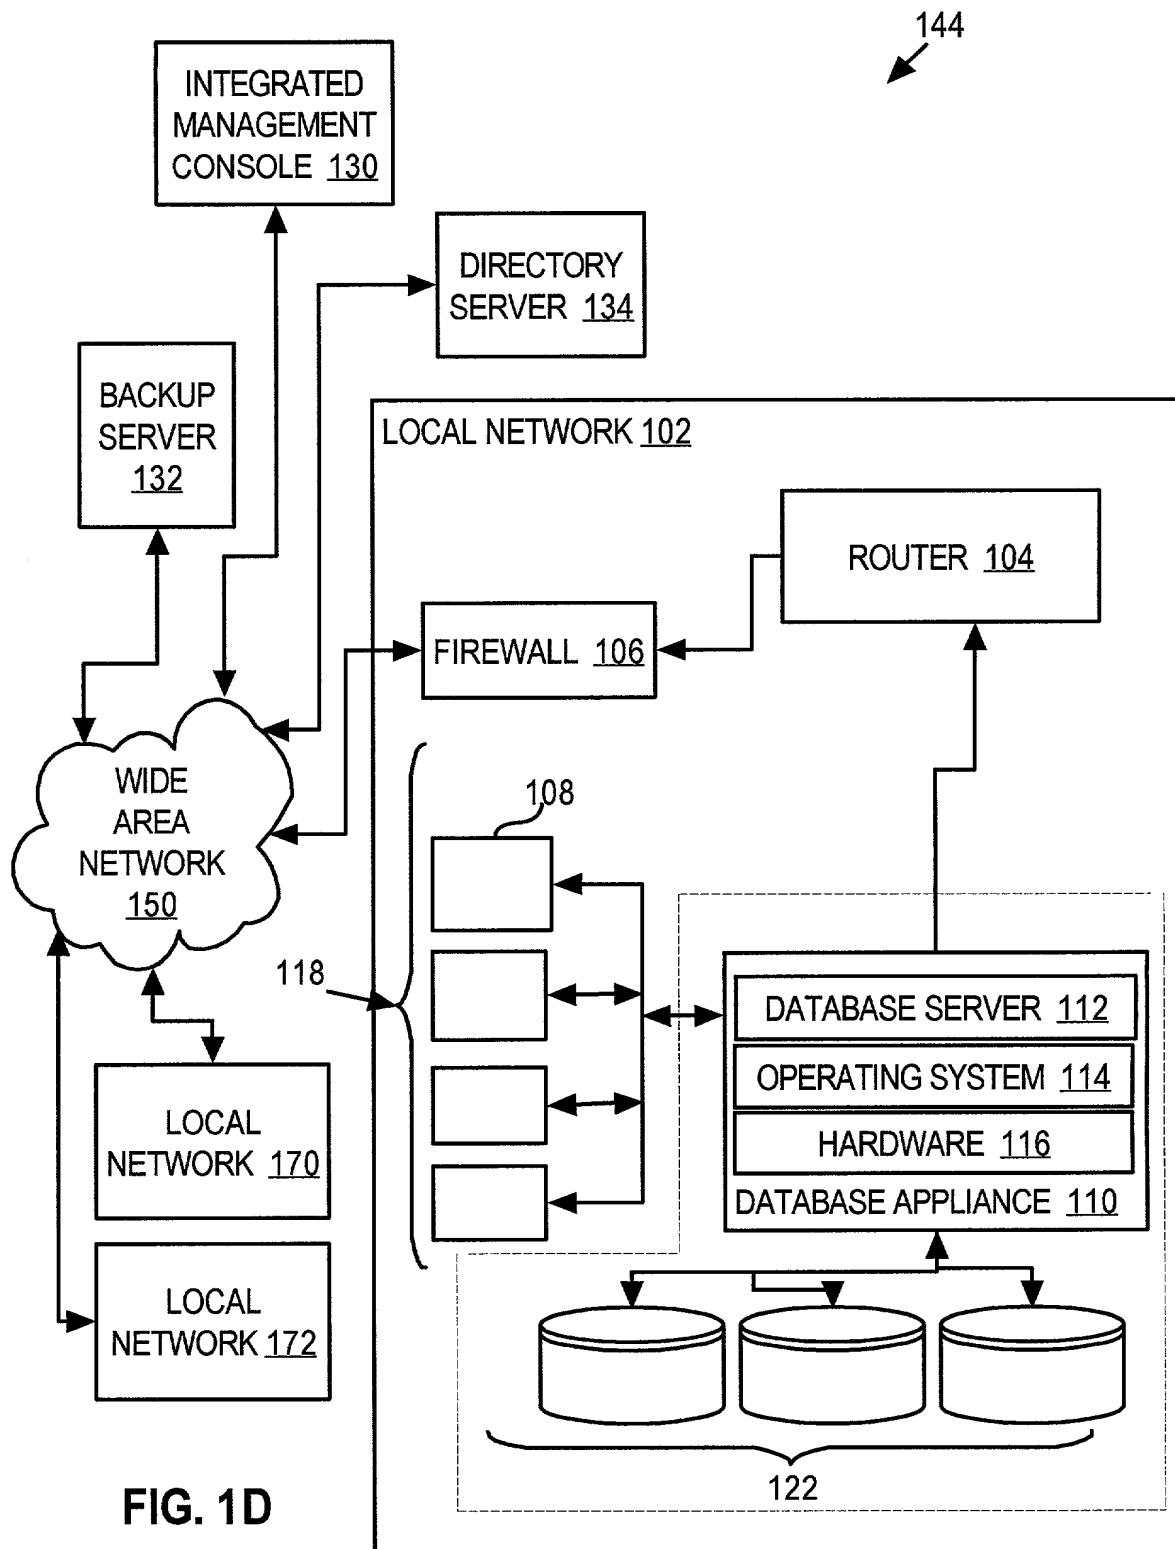 144
INTEGRATED
MANAGEMENT
CONSOLE 130
DIRECTORY
SERVER 134
BACKUP
SERVER
132
LOCAL NETWORK 102
ROUTER 104
FIREWALL 106
WIDE
AREA
NETWORK
150
108
118
DATABASE SERVER 112
OPERATING SYSTEM 114
HARDWARE 116
DATABASE APPLIANCE 110
LOCAL
NETWORK 170
LOCAL
NETWORK 172
122
FIG. 1D